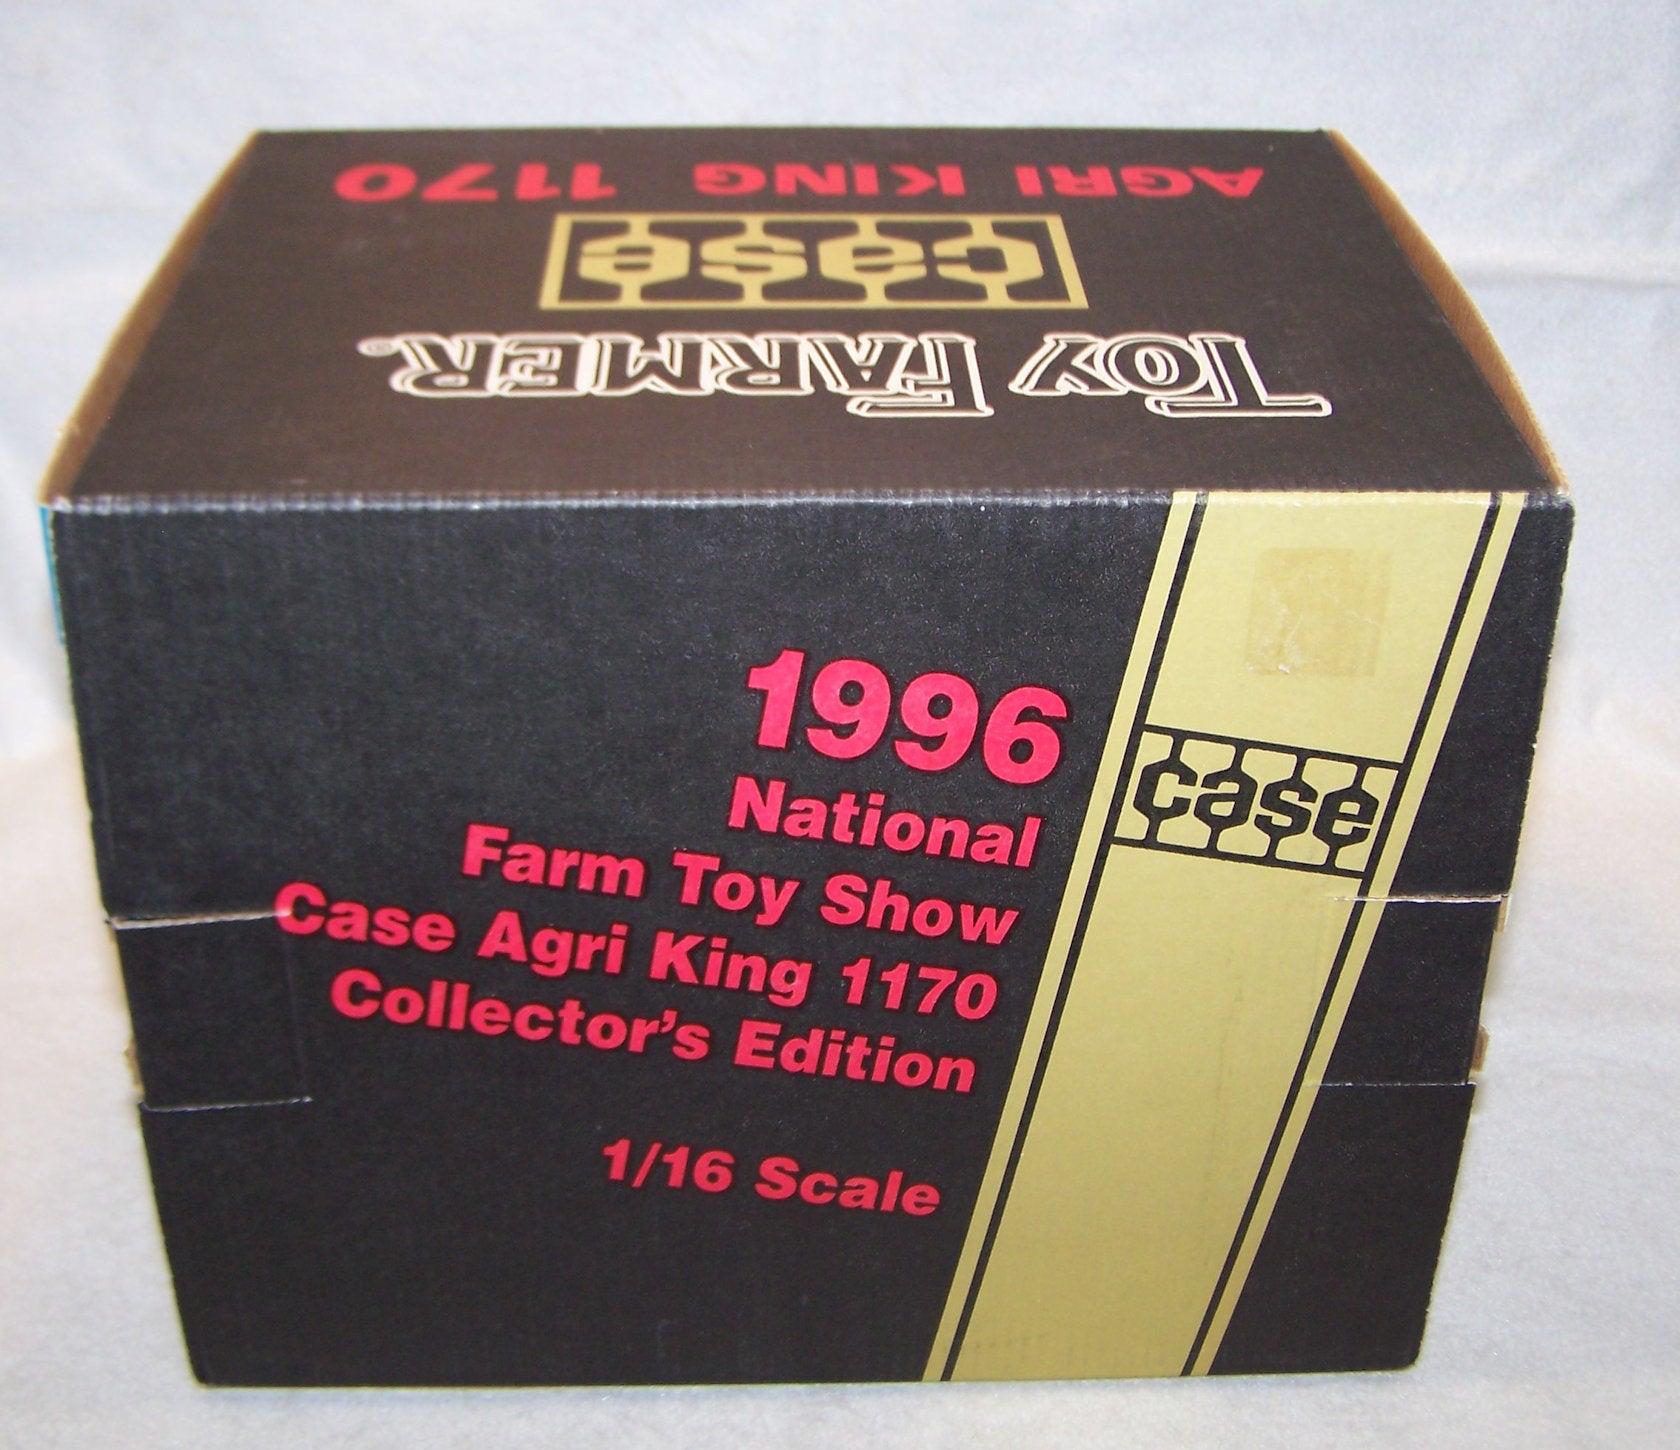 AGRI KING 1170
case
TOY FARMER®
1996
National
Farm Toy Show
Case Agri King 1170
Collector's Edition
1/16 Scale
case